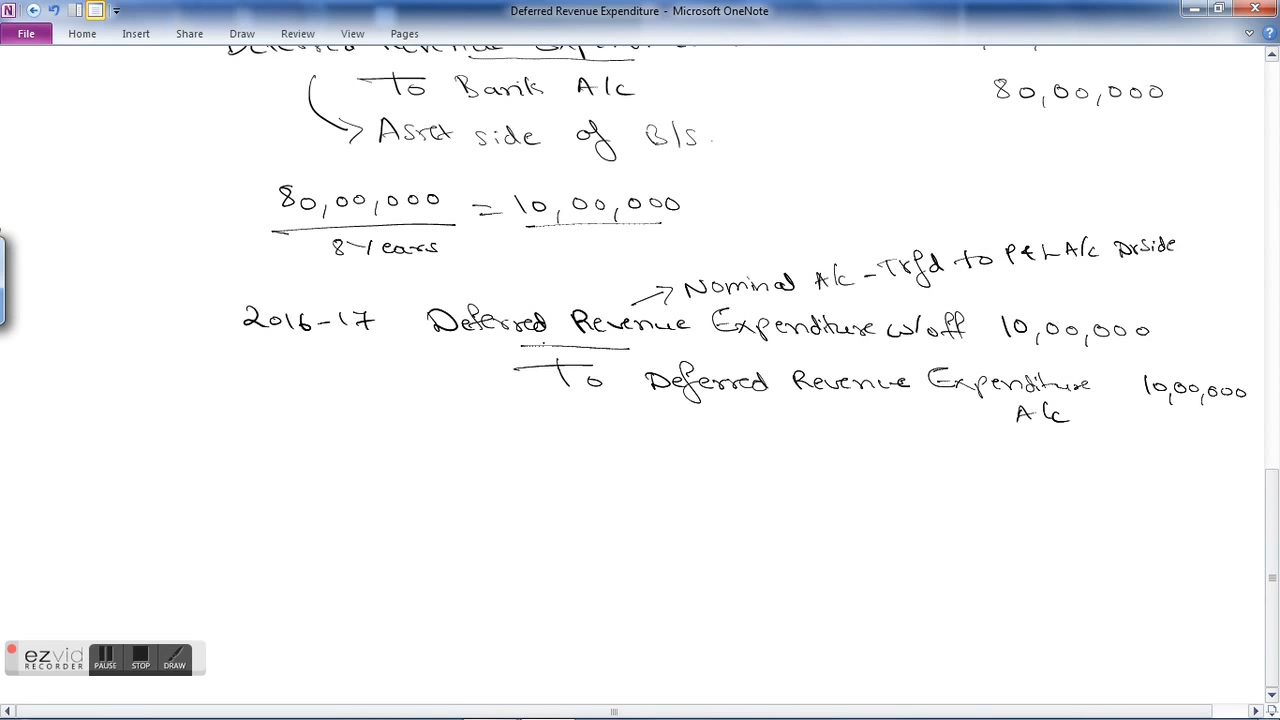 Deferred Revenue Expenditure - Microsoft OneNote
File Home Insert Share Draw Review View Pages
Deferred Revenue
To Bank A/c 80,00,000
Asset side of B/S.
80,00,000 = 10,00,000
8 Years
Nominal A/c - Trfd to P & L A/c Dr Side
2016-17 Deferred Revenue Expenditure w/off 10,00,000
To Deferred Revenue Expenditure 10,00,000
A/c
ezvid
RECORDER
PAUSE STOP DRAW